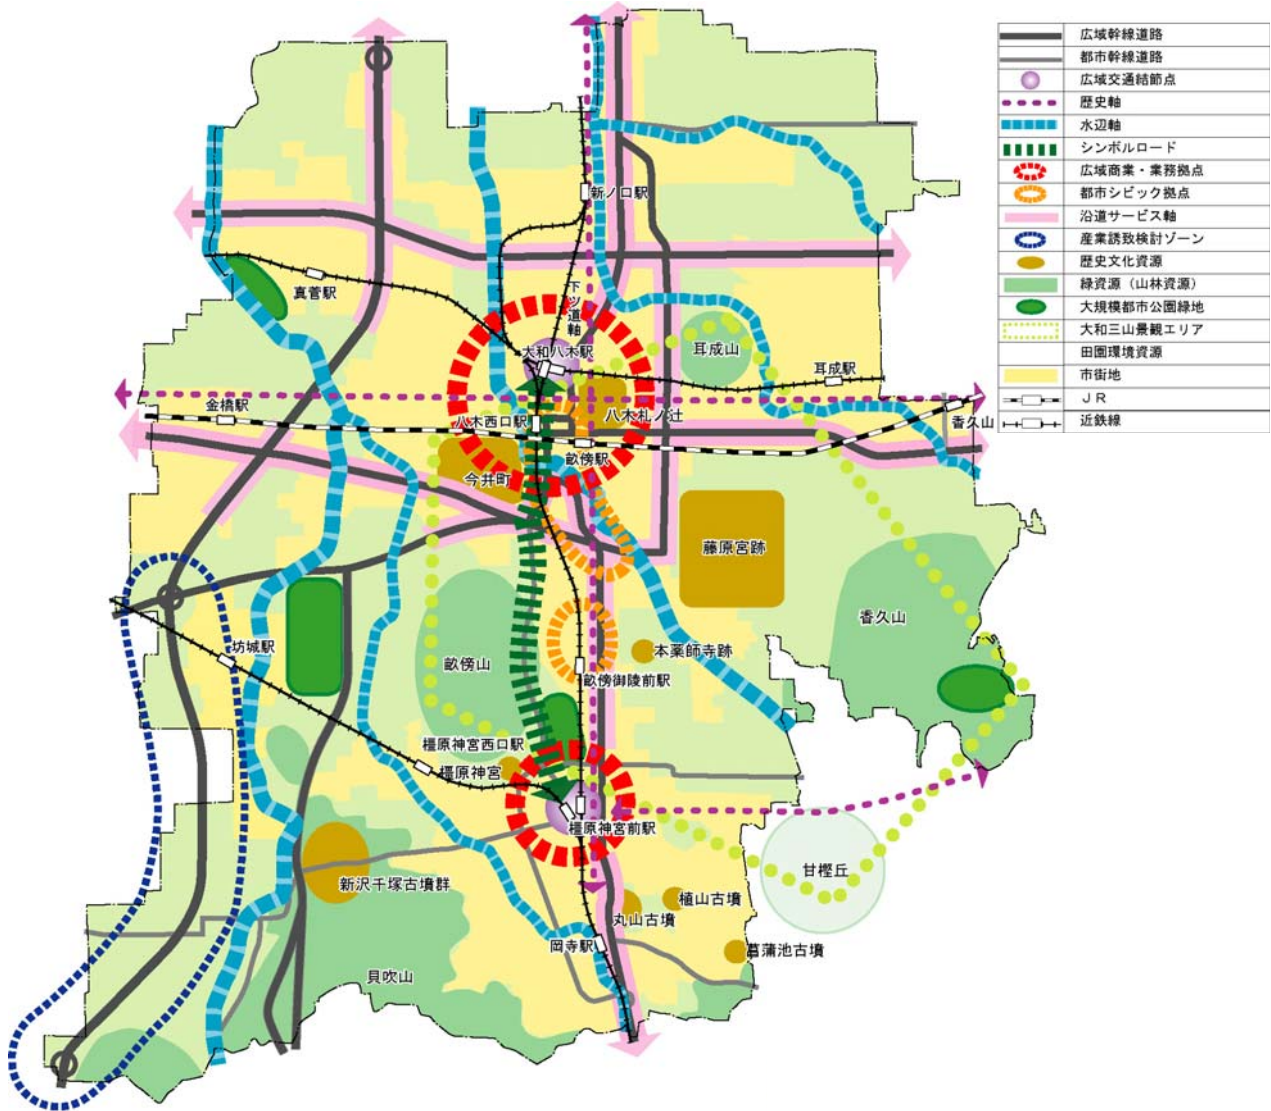 広域幹線道路
都市幹線道路
広域交通結節点
歴史軸
水辺軸
シンボルロード
広域商業・業務拠点
都市シビック拠点
沿道サービス軸
産業誘致検討ゾーン
歴史文化資源
緑資源（山林資源）
大規模都市公園緑地
大和三山景観エリア
田園環境資源
市街地
ＪＲ
近鉄線
新ノ口駅
真菅駅
下ツ道軸
大和八木駅
耳成山
耳成駅
金橋駅
八木西口駅
八木札ノ辻
香久山
畝傍駅
今井町
藤原宮跡
香久山
坊城駅
畝傍山
本薬師寺跡
畝傍御陵前駅
橿原神宮西口駅
橿原神宮
橿原神宮前駅
甘樫丘
新沢千塚古墳群
植山古墳
丸山古墳
岡寺駅
菖蒲池古墳
貝吹山